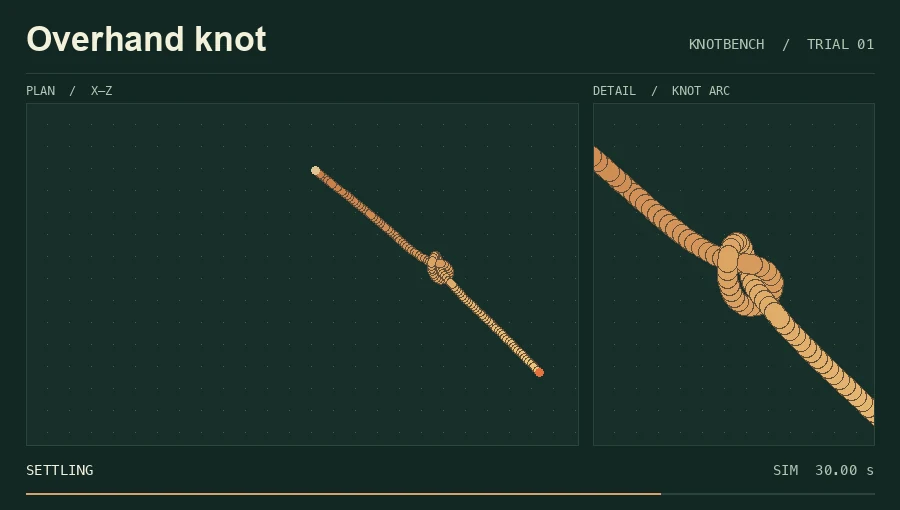 Overhand knot
KNOTBENCH / TRIAL 01
PLAN / X—Z
DETAIL / KNOT ARC
SETTLING
SIM 30.00 s